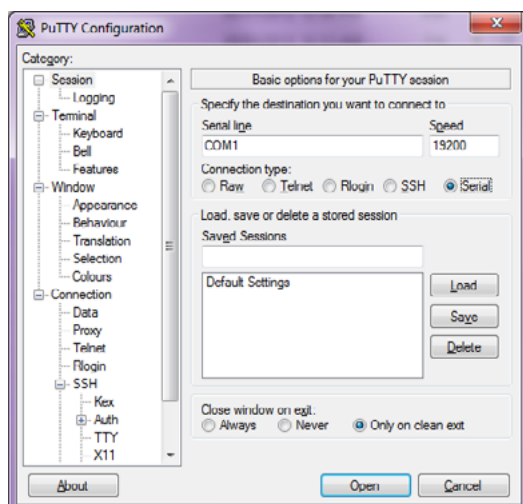 PuTTY Configuration
Category:
Session
Logging
Terminal
Keyboard
Bell
Features
Window
Appearance
Behaviour
Translation
Selection
Colours
Connection
Data
Proxy
Telnet
Rlogin
SSH
Kex
Auth
TTY
X11
Basic options for your PuTTY session
Specify the destination you want to connect to
Serial line Speed
COM1 19200
Connection type:
Raw Telnet Rlogin SSH Serial
Load, save or delete a stored session
Saved Sessions
Default Settings
Load
Save
Delete
Close window on exit:
Always Never Only on clean exit
About Open Cancel